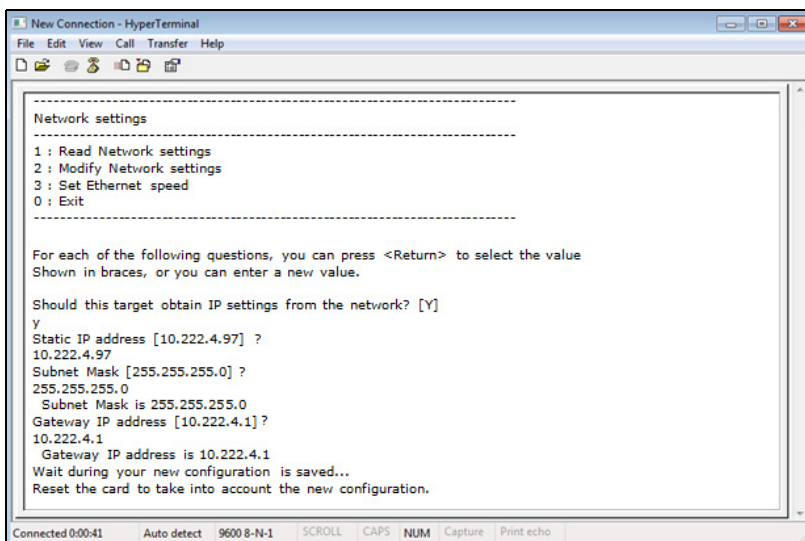 New Connection - HyperTerminal
File Edit View Call Transfer Help
--------------------------------------------------------------------------
Network settings
--------------------------------------------------------------------------
1 : Read Network settings
2 : Modify Network settings
3 : Set Ethernet speed
0 : Exit
--------------------------------------------------------------------------
For each of the following questions, you can press <Return> to select the value
Shown in braces, or you can enter a new value.
Should this target obtain IP settings from the network? [Y]
y
Static IP address [10.222.4.97] ?
10.222.4.97
Subnet Mask [255.255.255.0] ?
255.255.255.0
Subnet Mask is 255.255.255.0
Gateway IP address [10.222.4.1] ?
10.222.4.1
Gateway IP address is 10.222.4.1
Wait during your new configuration is saved...
Reset the card to take into account the new configuration.
Connected 0:00:41 Auto detect 9600 8-N-1 SCROLL CAPS NUM Capture Print echo